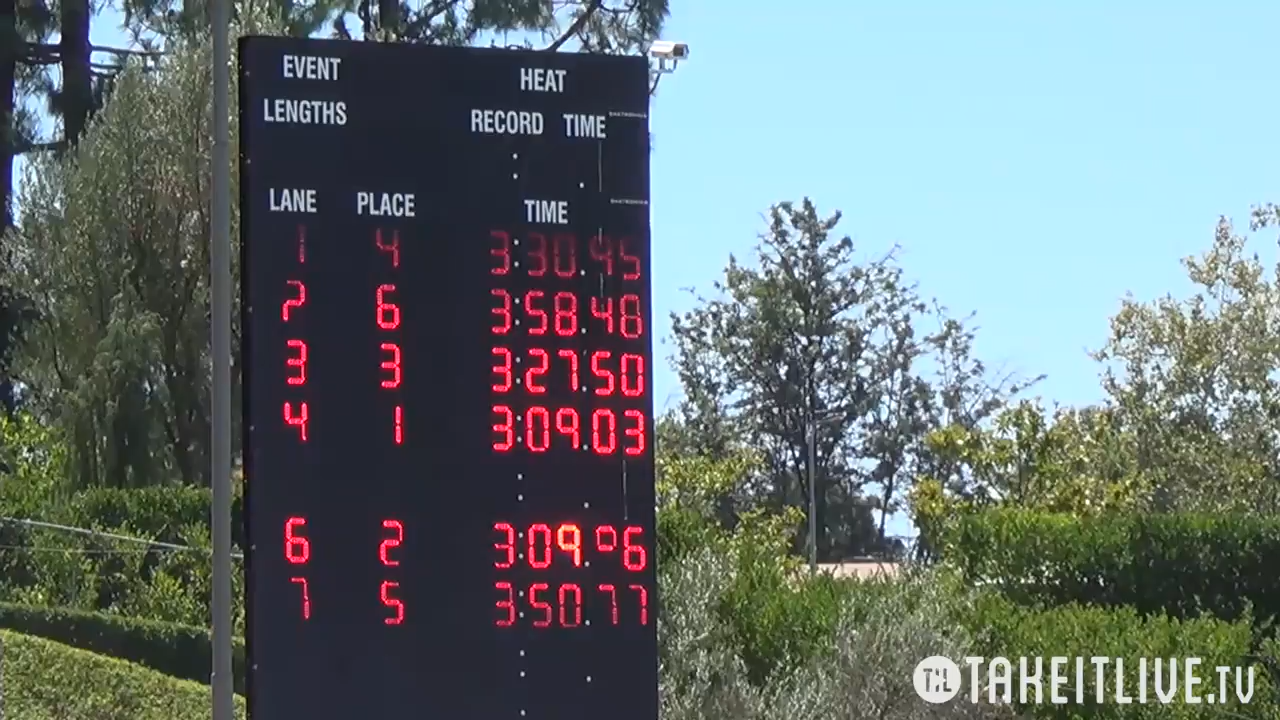 EVENT HEAT
LENGTHS RECORD TIME
LANE PLACE TIME
1 4 3:30.45
2 6 3:58.48
3 3 3:27.50
4 1 3:09.03
6 2 3:09.06
7 5 3:50.77
TAKEITLIVE.TV